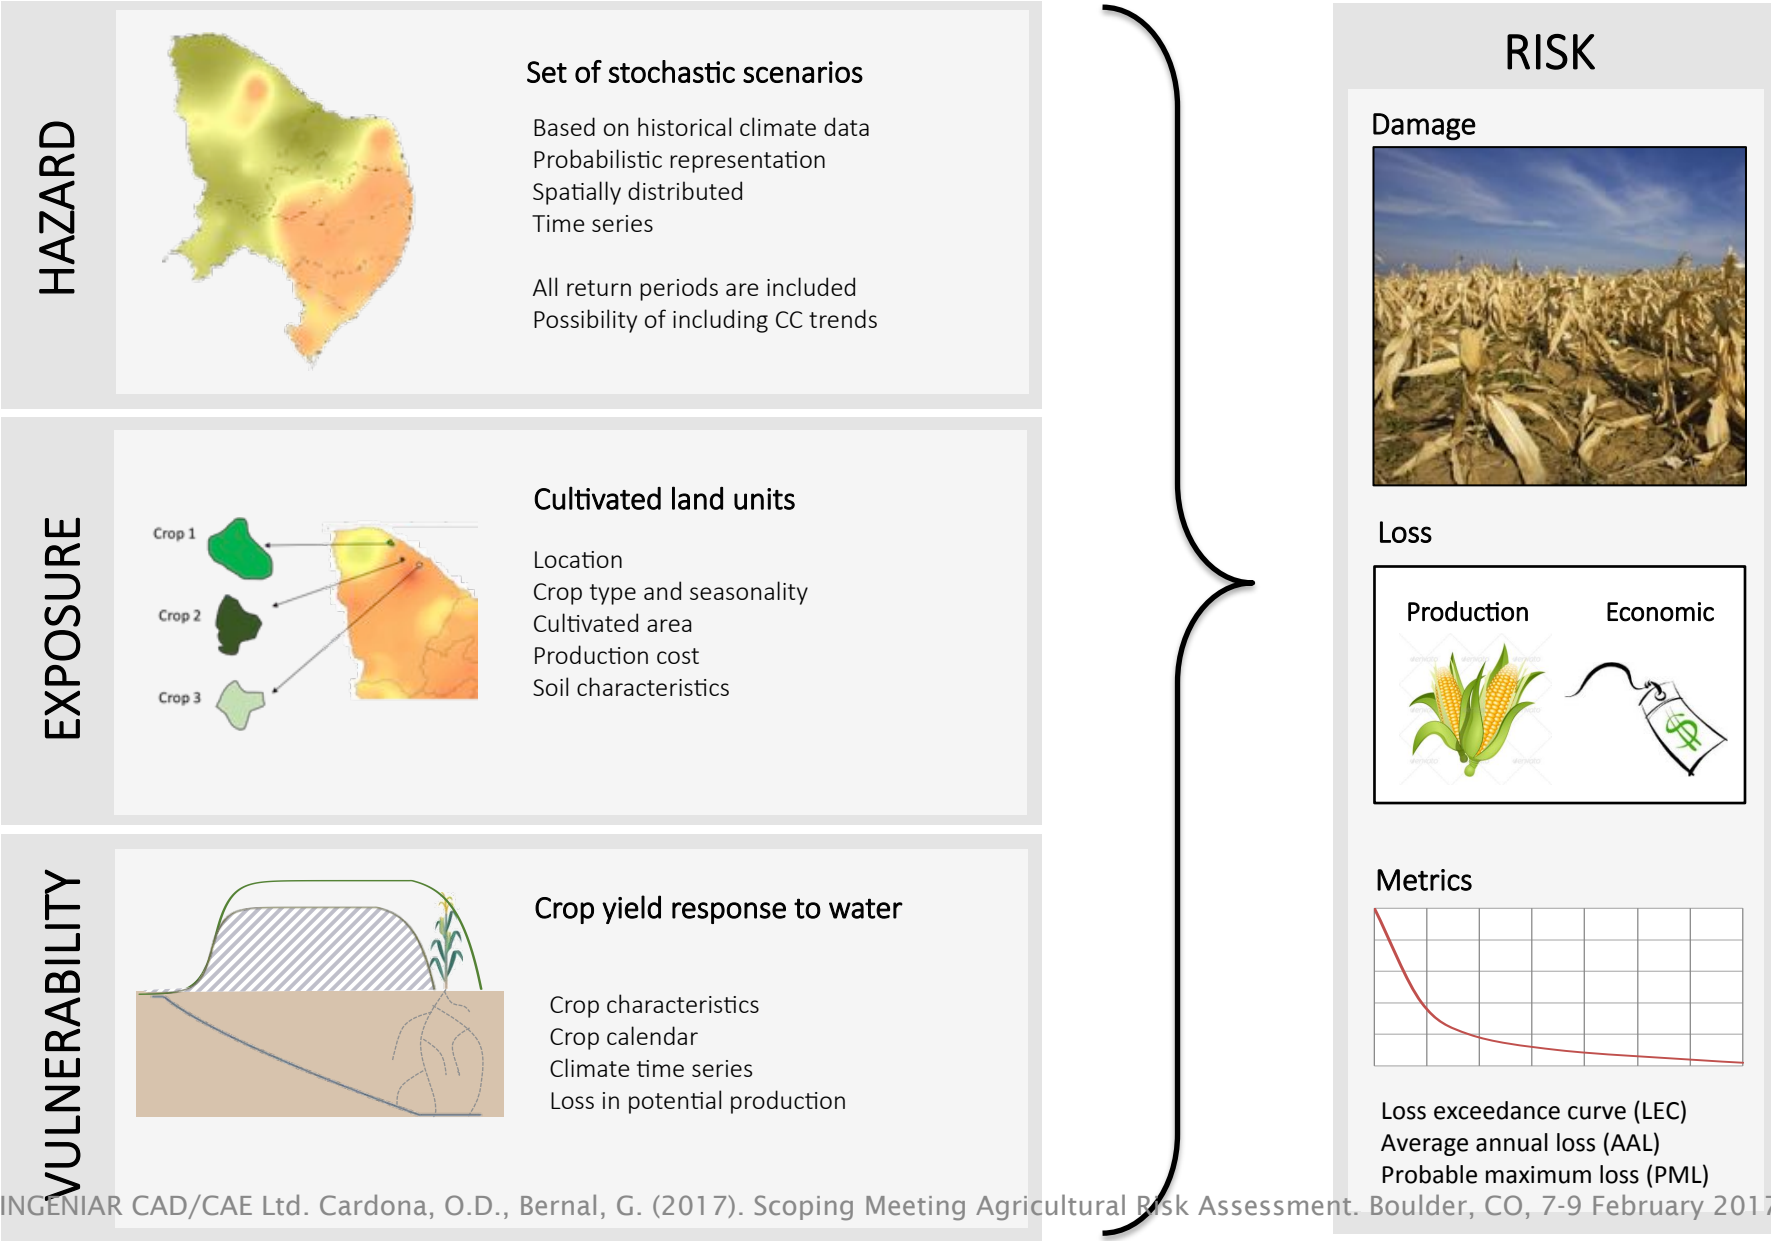 HAZARD
Set of stochastic scenarios
Based on historical climate data
Probabilistic representation
Spatially distributed
Time series
All return periods are included
Possibility of including CC trends
EXPOSURE
Crop 1
Crop 2
Crop 3
Cultivated land units
Location
Crop type and seasonality
Cultivated area
Production cost
Soil characteristics
VULNERABILITY
Crop yield response to water
Crop characteristics
Crop calendar
Climate time series
Loss in potential production
RISK
Damage
Loss
Production
Economic
$
Metrics
Loss exceedance curve (LEC)
Average annual loss (AAL)
Probable maximum loss (PML)
INGENIAR CAD/CAE Ltd. Cardona, O.D., Bernal, G. (2017). Scoping Meeting Agricultural Risk Assessment. Boulder, CO, 7-9 February 2017